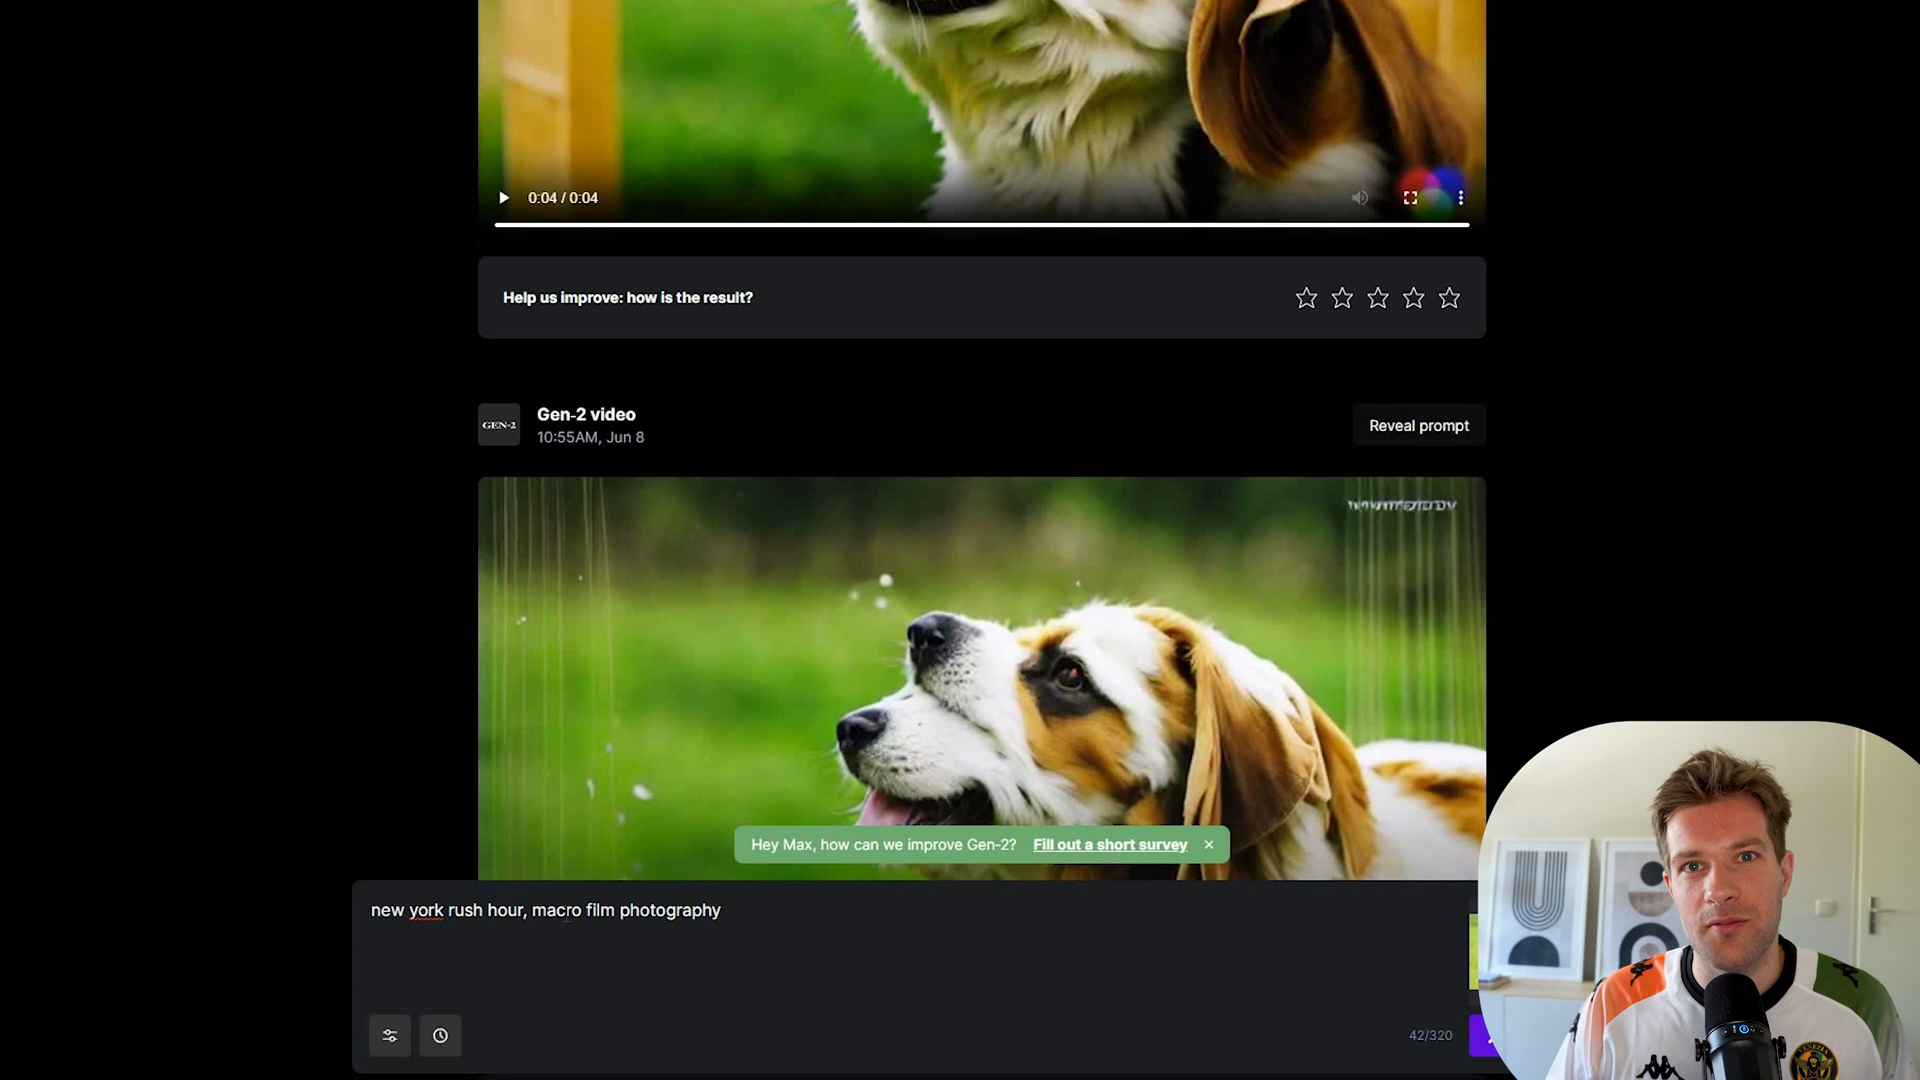 0:04 / 0:04
Help us improve: how is the result?
GEN-2
Gen-2 video
10:55AM, Jun 8
Reveal prompt
Hey Max, how can we improve Gen-2? Fill out a short survey ×
new york rush hour, macro film photography
42/320
VENEZIA